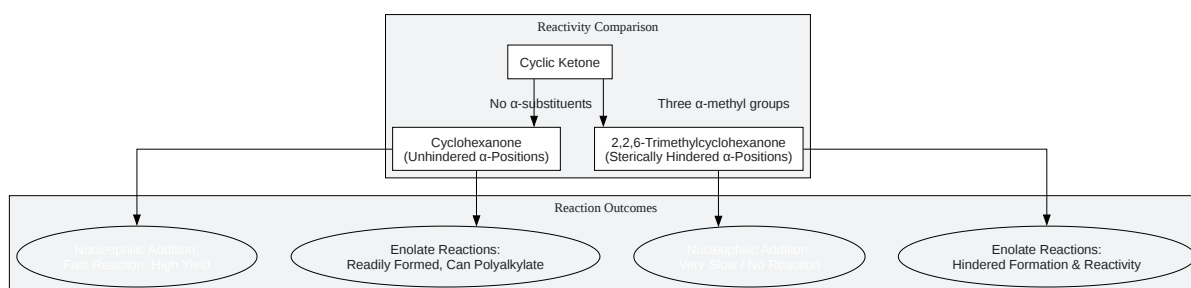 Reactivity Comparison
Cyclic Ketone
No α-substituents
Three α-methyl groups
Cyclohexanone
(Unhindered α-Positions)
2,2,6-Trimethylcyclohexanone
(Sterically Hindered α-Positions)
Reaction Outcomes
Nucleophilic Addition:
Fast Reaction, High Yield
Enolate Reactions:
Readily Formed, Can Polyalkylate
Nucleophilic Addition:
Very Slow / No Reaction
Enolate Reactions:
Hindered Formation & Reactivity